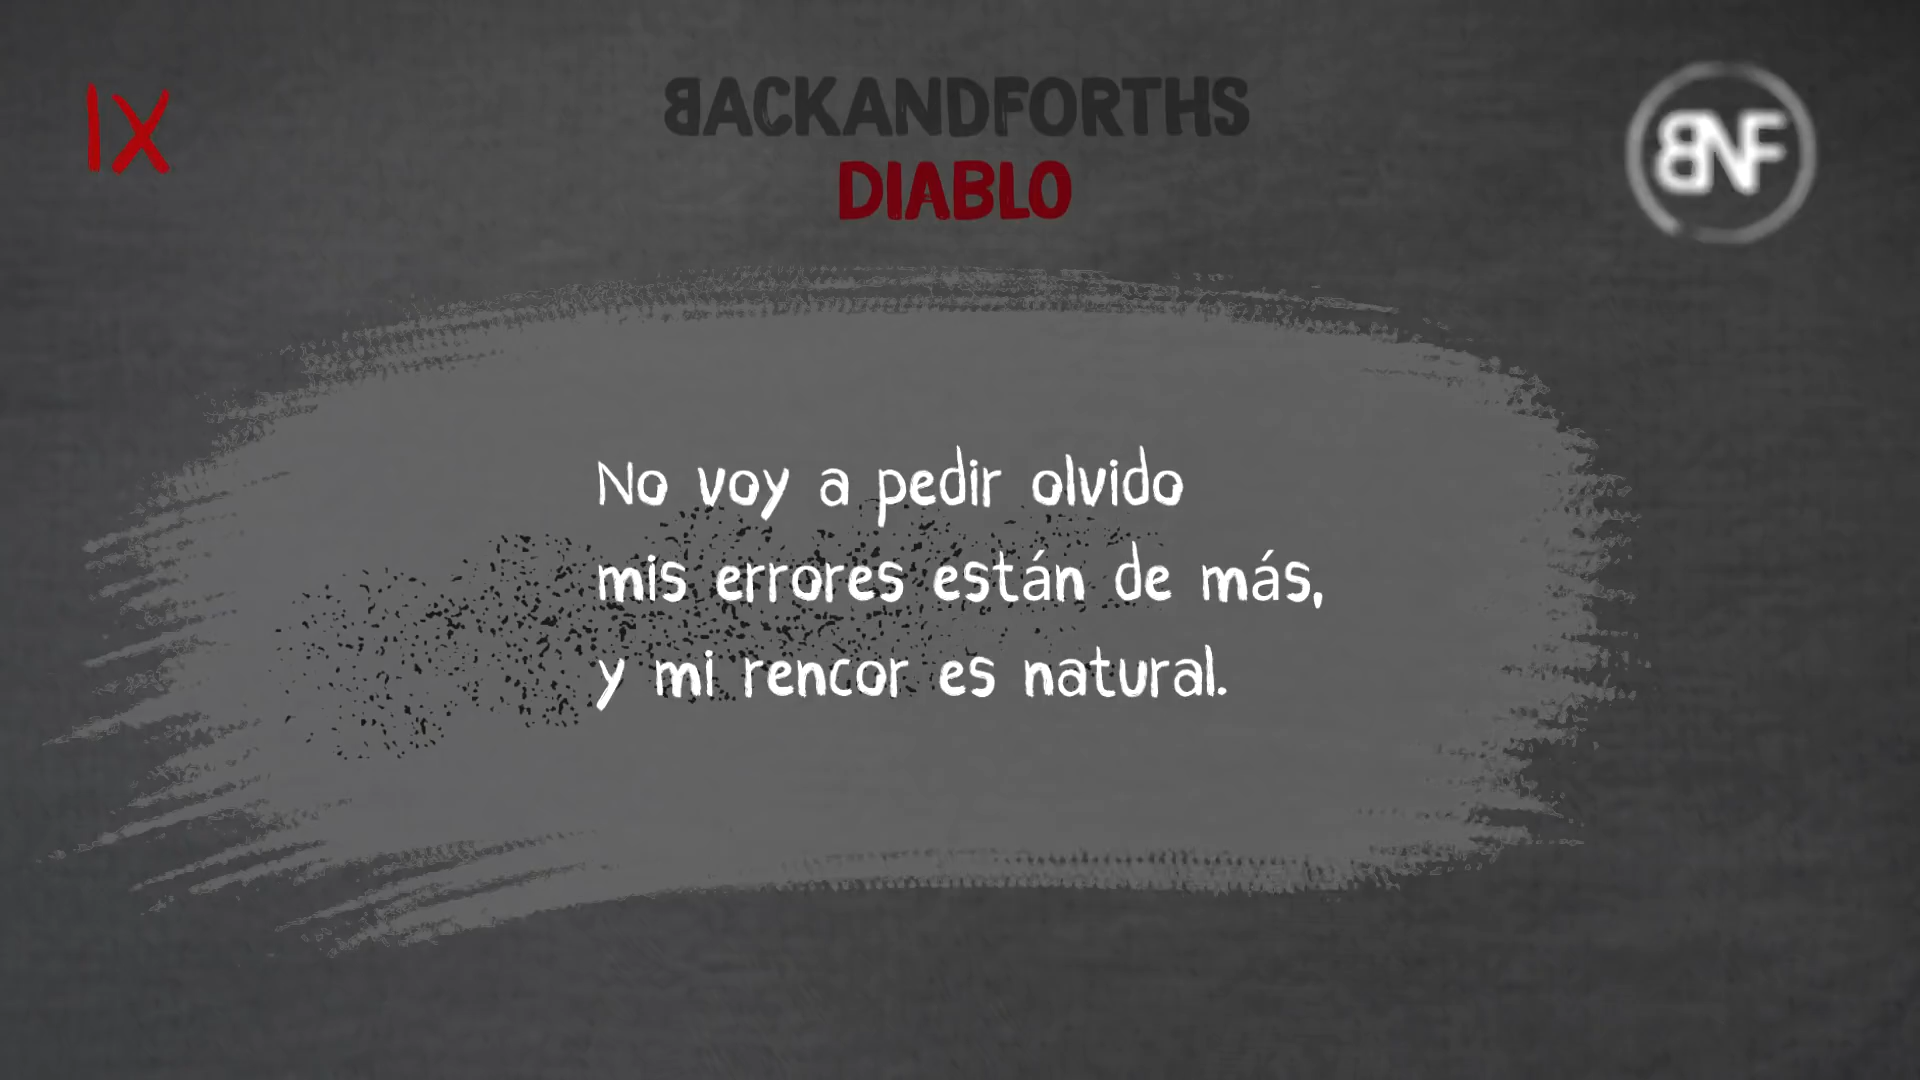 IX
BACKANDFORTHS
DIABLO
BNF
No voy a pedir olvido
mis errores están de más,
y mi rencor es natural.